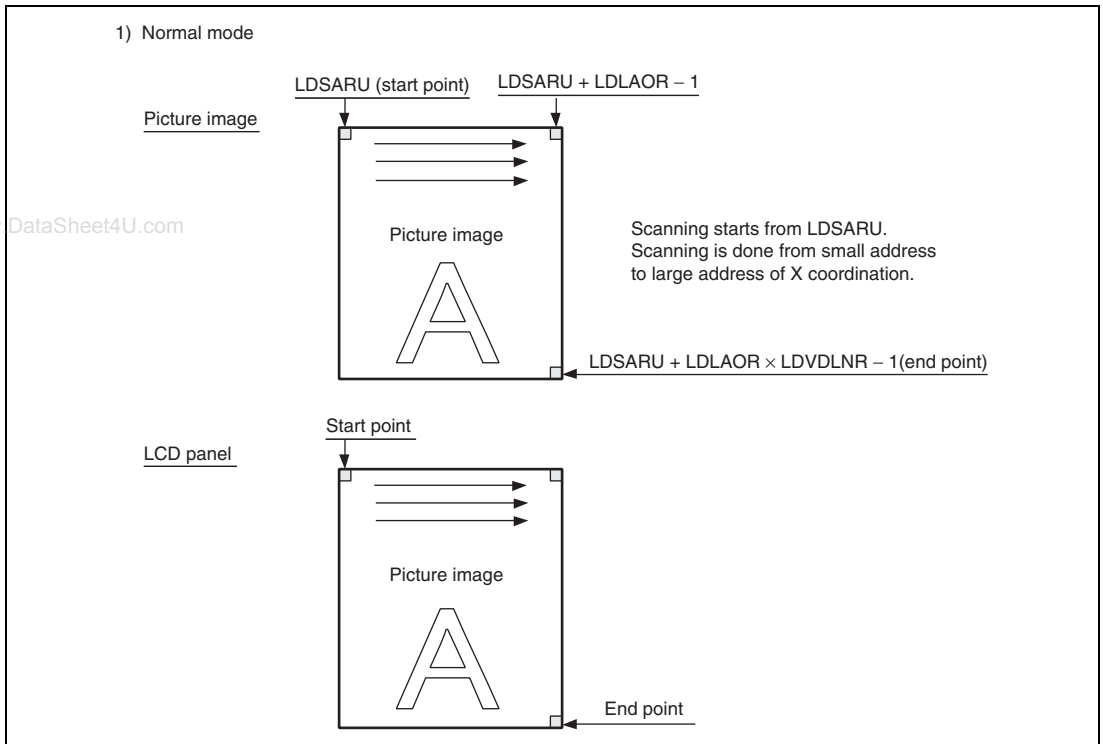 1) Normal mode
LDSARU (start point)
LDSARU + LDLAOR – 1
Picture image
DataSheet4U.com
Picture image
A
Scanning starts from LDSARU.
Scanning is done from small address
to large address of X coordination.
LDSARU + LDLAOR × LDVDLNR – 1(end point)
Start point
LCD panel
Picture image
A
End point